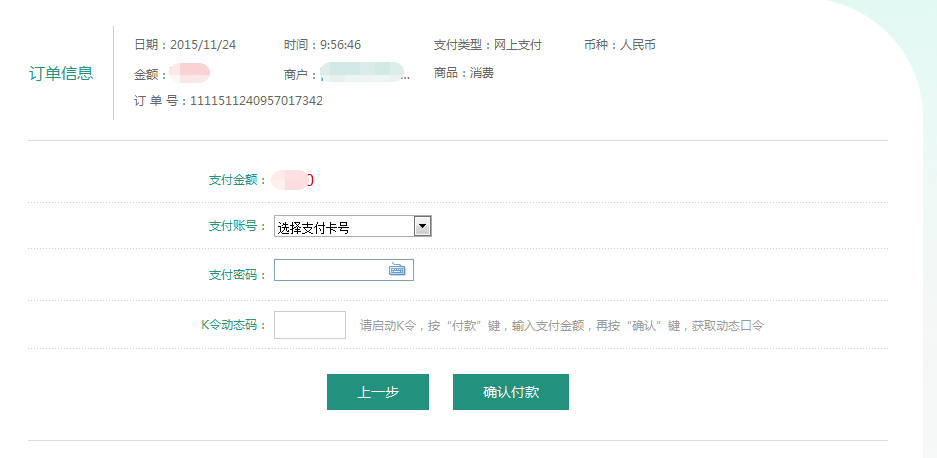 日期：2015/11/24 时间：9:56:46 支付类型：网上支付 币种：人民币
订单信息
金额： 商户： ... 商品：消费
订 单 号：1111511240957017342
支付金额： 0
支付账号： 选择支付卡号
支付密码：
K令动态码： 请启动K令，按“付款”键，输入支付金额，再按“确认”键，获取动态口令
上一步 确认付款